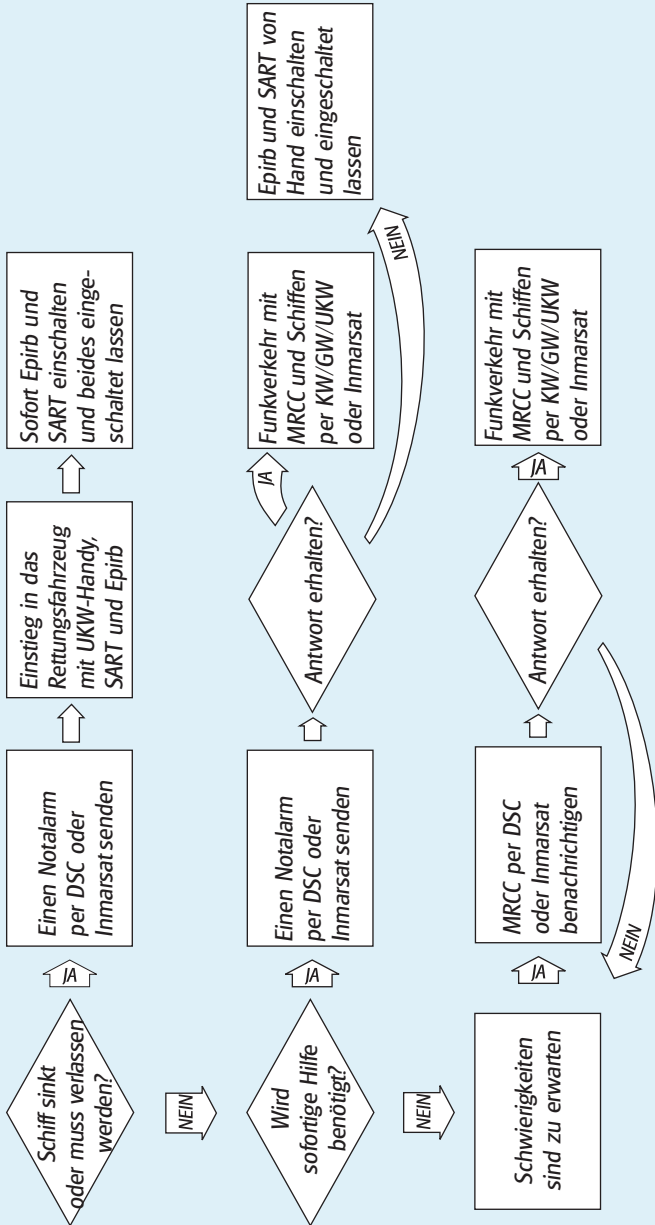 Schiff sinkt
oder muss verlassen
werden?
JA
Einen Notalarm
per DSC oder
Inmarsat senden
Einstieg in das
Rettungsfahrzeug
mit UKW-Handy,
SART und Epirb
Sofort Epirb und
SART einschalten
und beides einge-
schaltet lassen
NEIN
Wird
sofortige Hilfe
benötigt?
JA
Einen Notalarm
per DSC oder
Inmarsat senden
Antwort erhalten?
JA
Funkverkehr mit
MRCC und Schiffen
per KW/GW/UKW
oder Inmarsat
NEIN
Epirb und SART von
Hand einschalten
und eingeschaltet
lassen
NEIN
Schwierigkeiten
sind zu erwarten
JA
MRCC per DSC
oder Inmarsat
benachrichtigen
Antwort erhalten?
JA
Funkverkehr mit
MRCC und Schiffen
per KW/GW/UKW
oder Inmarsat
NEIN